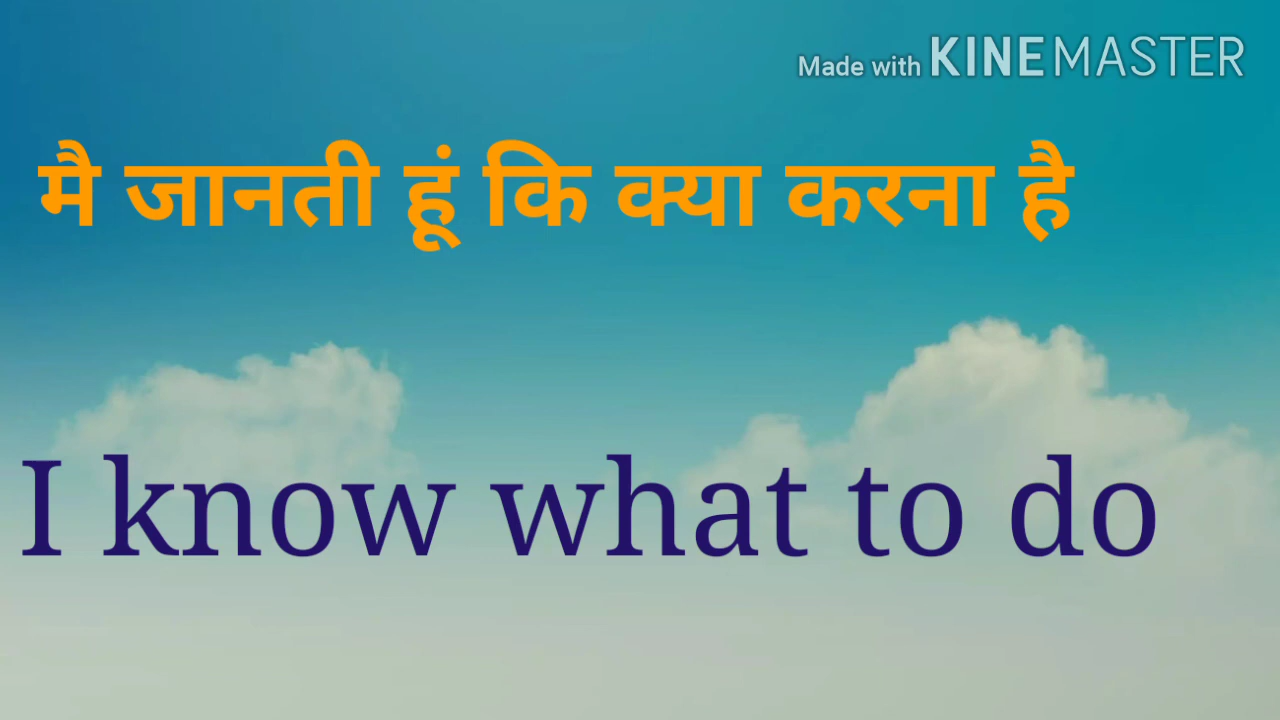 Made with KINEMASTER
मै जानती हूं कि क्या करना है
I know what to do